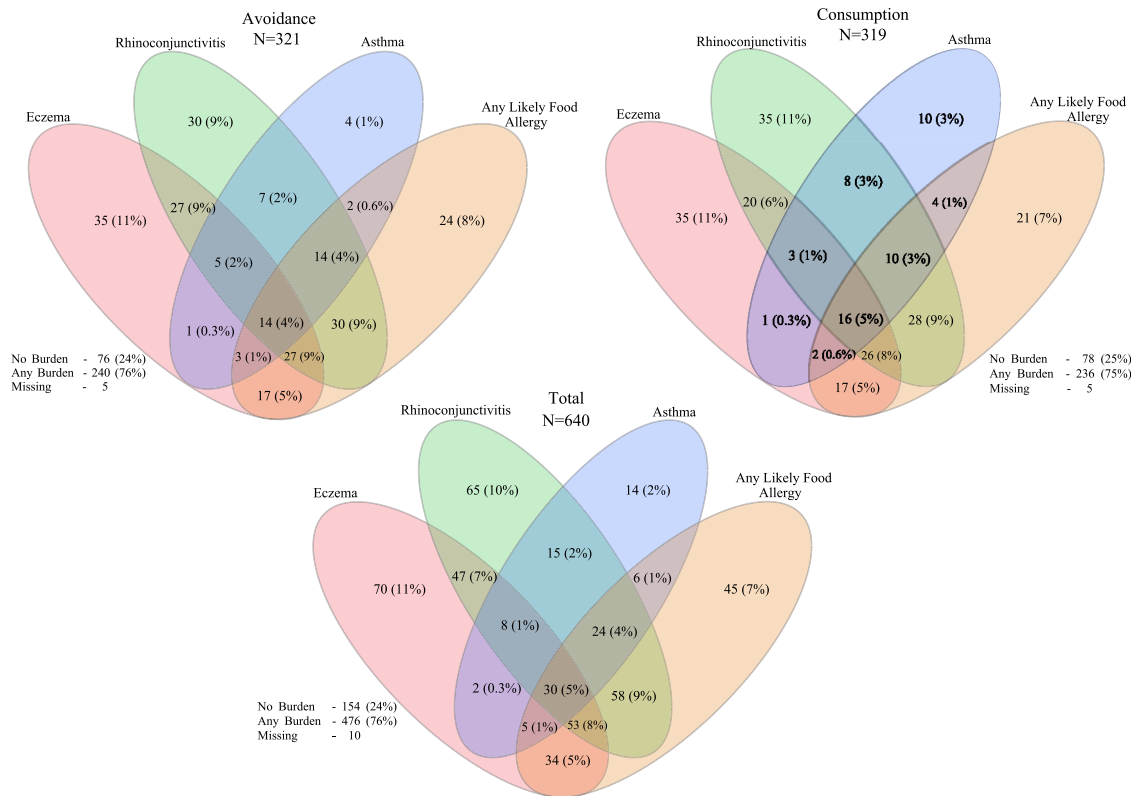 Avoidance
N=321
Rhinoconjunctivitis
Asthma
Eczema
Any Likely Food
Allergy
30 (9%)
4 (1%)
7 (2%)
27 (9%)
2 (0.6%)
35 (11%)
24 (8%)
5 (2%)
14 (4%)
1 (0.3%)
14 (4%)
30 (9%)
3 (1%)
27 (9%)
17 (5%)
No Burden - 76 (24%)
Any Burden - 240 (76%)
Missing - 5
Consumption
N=319
Rhinoconjunctivitis
Asthma
Eczema
Any Likely Food
Allergy
35 (11%)
10 (3%)
8 (3%)
20 (6%)
4 (1%)
35 (11%)
21 (7%)
3 (1%)
10 (3%)
1 (0.3%)
16 (5%)
28 (9%)
2 (0.6%)
26 (8%)
17 (5%)
No Burden - 78 (25%)
Any Burden - 236 (75%)
Missing - 5
Total
N=640
Rhinoconjunctivitis
Asthma
Eczema
Any Likely Food
Allergy
65 (10%)
14 (2%)
15 (2%)
47 (7%)
6 (1%)
70 (11%)
45 (7%)
8 (1%)
24 (4%)
2 (0.3%)
30 (5%)
58 (9%)
5 (1%)
53 (8%)
34 (5%)
No Burden - 154 (24%)
Any Burden - 476 (76%)
Missing - 10